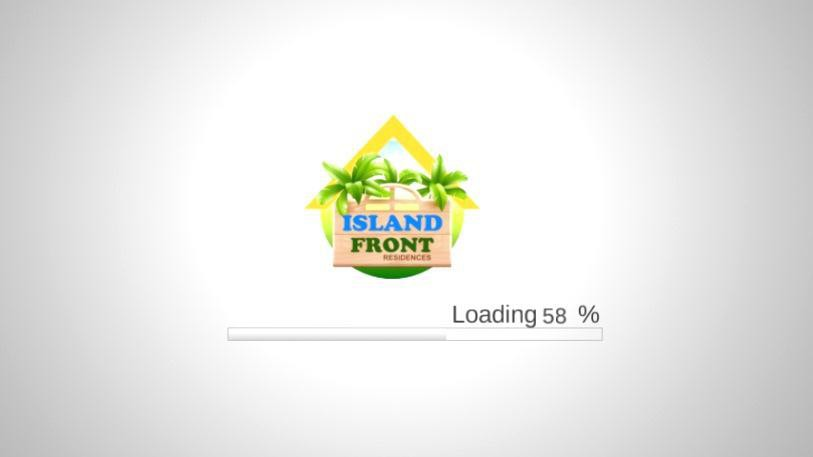 ISLAND
FRONT
RESIDENCES
Loading 58 %